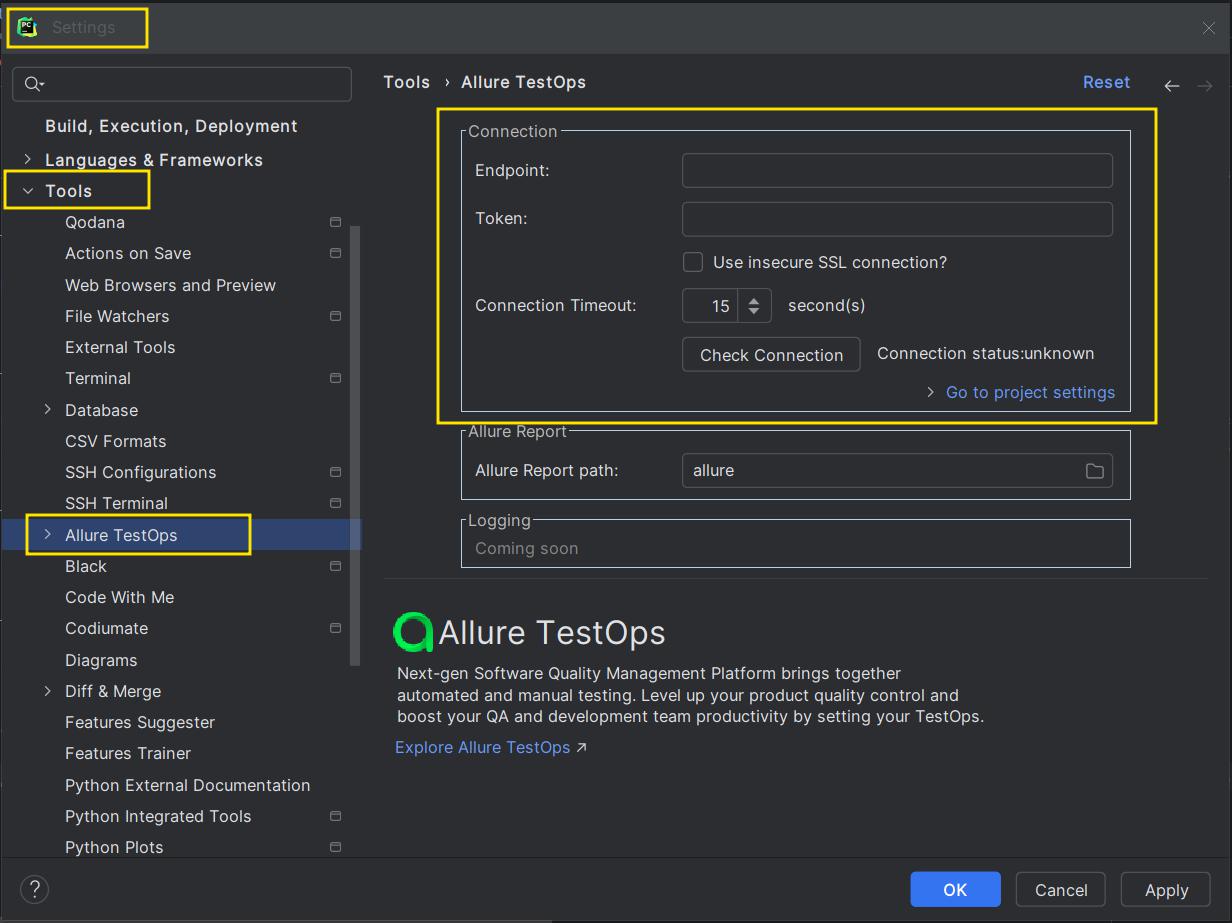 PC
Settings
Tools › Allure TestOps
Reset
Build, Execution, Deployment
Languages & Frameworks
Tools
Qodana
Actions on Save
Web Browsers and Preview
File Watchers
External Tools
Terminal
Database
CSV Formats
SSH Configurations
SSH Terminal
Allure TestOps
Black
Code With Me
Codiumate
Diagrams
Diff & Merge
Features Suggester
Features Trainer
Python External Documentation
Python Integrated Tools
Python Plots
Connection
Endpoint:
Token:
Use insecure SSL connection?
Connection Timeout: 15 second(s)
Check Connection Connection status:unknown
Go to project settings
Allure Report
Allure Report path: allure
Logging
Coming soon
Allure TestOps
Next-gen Software Quality Management Platform brings together
automated and manual testing. Level up your product quality control and
boost your QA and development team productivity by setting your TestOps.
Explore Allure TestOps ↗
?
OK Cancel Apply